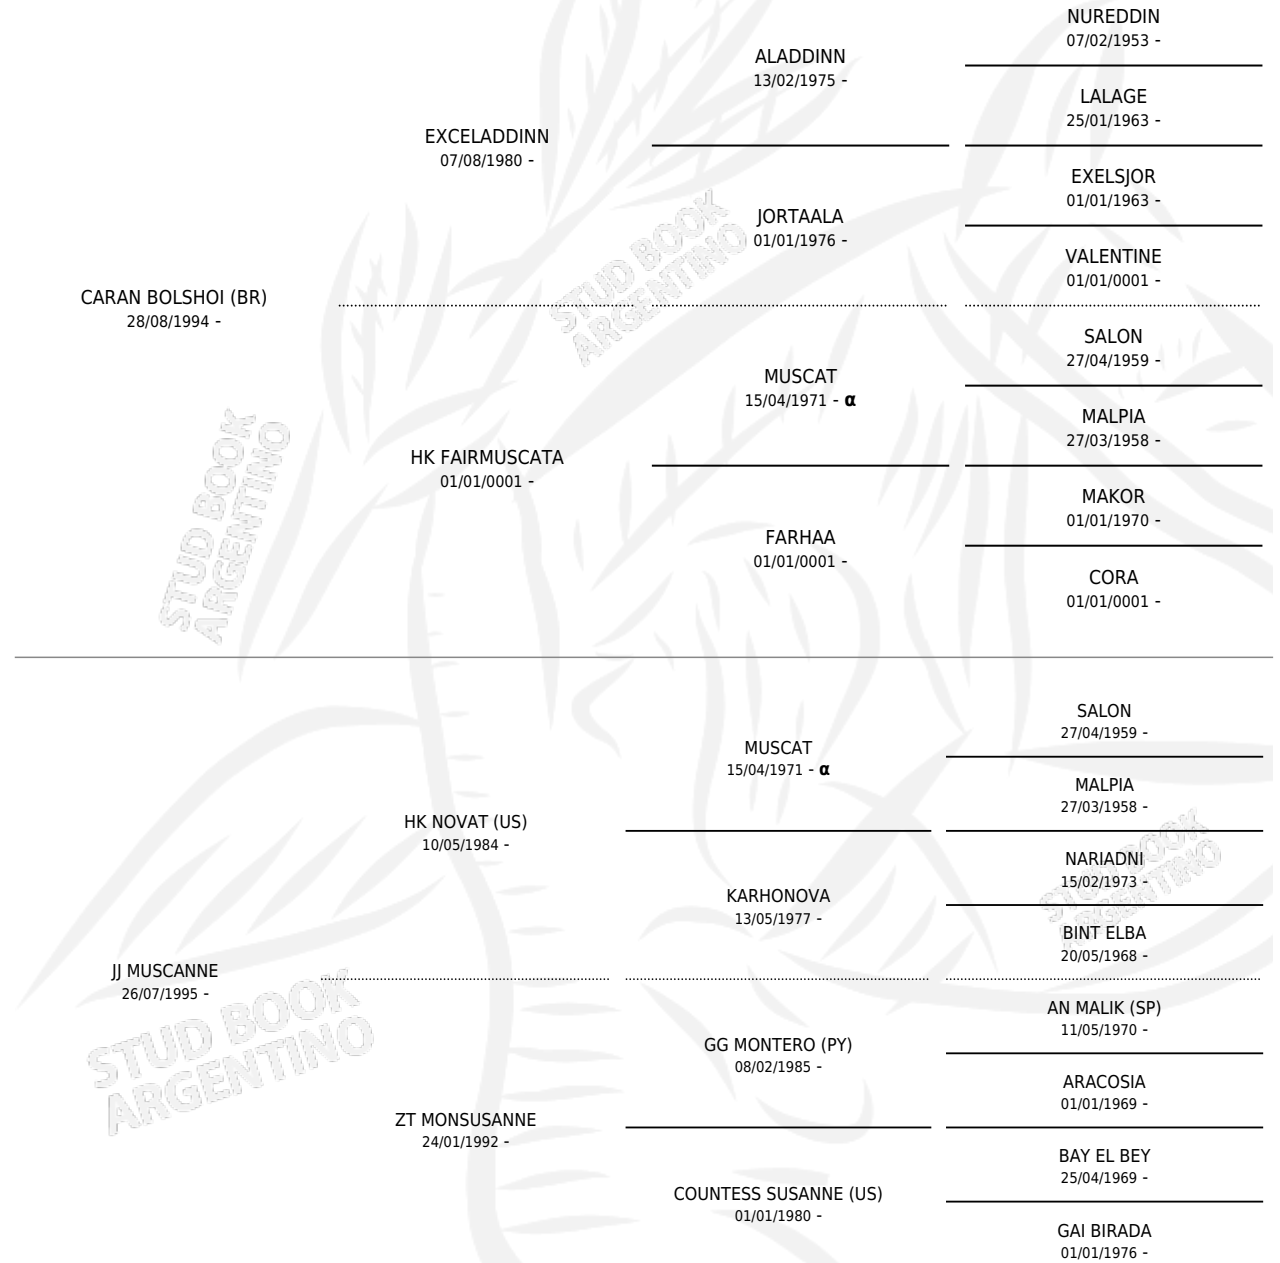 NUREDDIN
07/02/1953 -
ALADDINN
13/02/1975 -
LALAGE
25/01/1963 -
EXCELADDINN
07/08/1980 -
EXELSJOR
01/01/1963 -
JORTAALA
01/01/1976 -
VALENTINE
01/01/0001 -
CARAN BOLSHOI (BR)
28/08/1994 -
SALON
27/04/1959 -
MUSCAT
15/04/1971 - α
MALPIA
27/03/1958 -
HK FAIRMUSCATA
01/01/0001 -
MAKOR
01/01/1970 -
FARHAA
01/01/0001 -
CORA
01/01/0001 -
STUD BOOK
ARGENTINO
STUD BOOK
ARGENTINO
SALON
27/04/1959 -
MUSCAT
15/04/1971 - α
MALPIA
27/03/1958 -
HK NOVAT (US)
10/05/1984 -
NARIADNI
15/02/1973 -
KARHONOVA
13/05/1977 -
BINT ELBA
20/05/1968 -
JJ MUSCANNE
26/07/1995 -
AN MALIK (SP)
11/05/1970 -
GG MONTERO (PY)
08/02/1985 -
ARACOSIA
01/01/1969 -
ZT MONSUSANNE
24/01/1992 -
BAY EL BEY
25/04/1969 -
COUNTESS SUSANNE (US)
01/01/1980 -
GAI BIRADA
01/01/1976 -
STUD BOOK
ARGENTINO
STUD BOOK
ARGENTINO